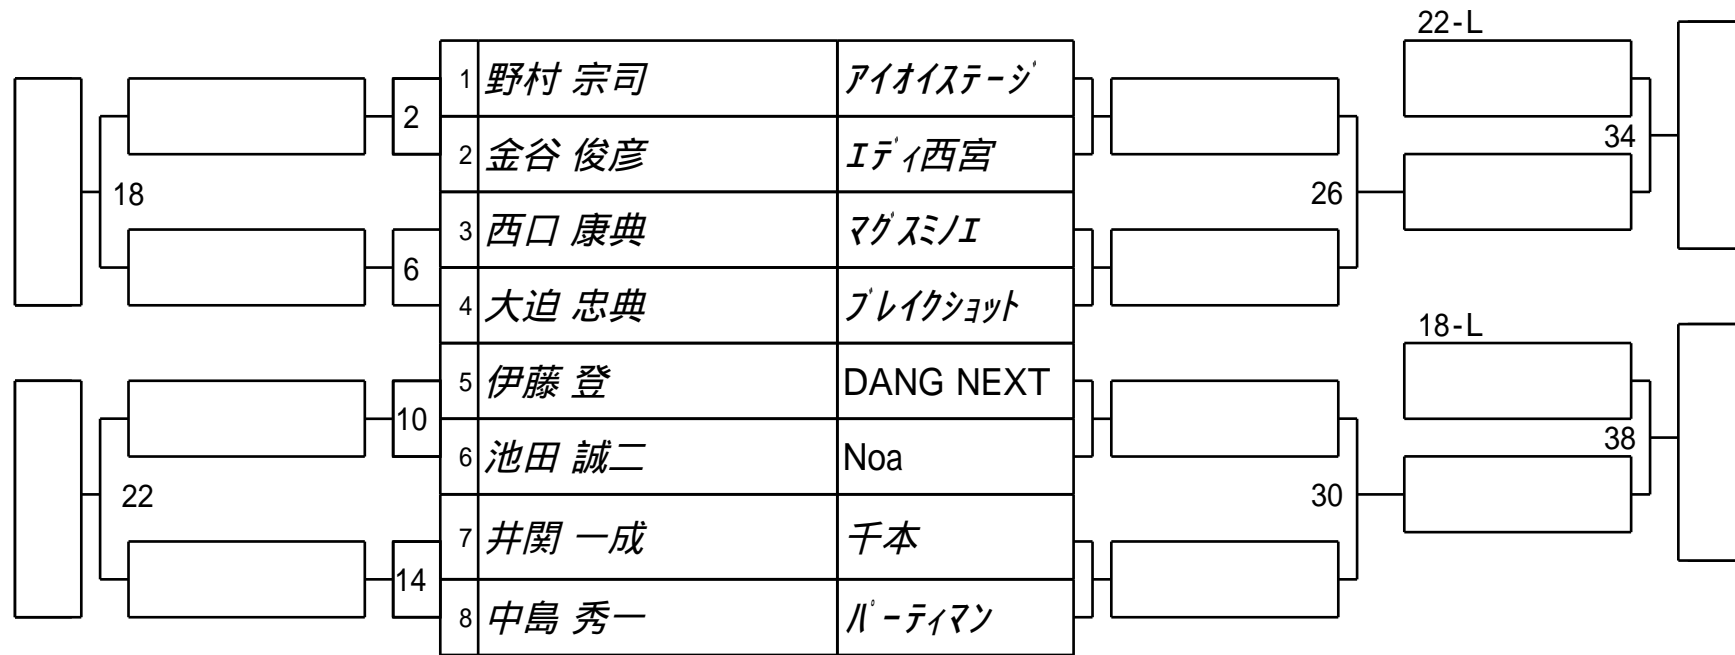 22-L
1 野村 宗司 アイオイステージ
2
34
2 金谷 俊彦 エディ西宮
18
26
3 西口 康典 マグスミノエ
6
4 大迫 忠典 ブレイクショット
18-L
5 伊藤 登 DANG NEXT
10
38
6 池田 誠二 Noa
22
30
7 井関 一成 千本
14
8 中島 秀一 パーティマン